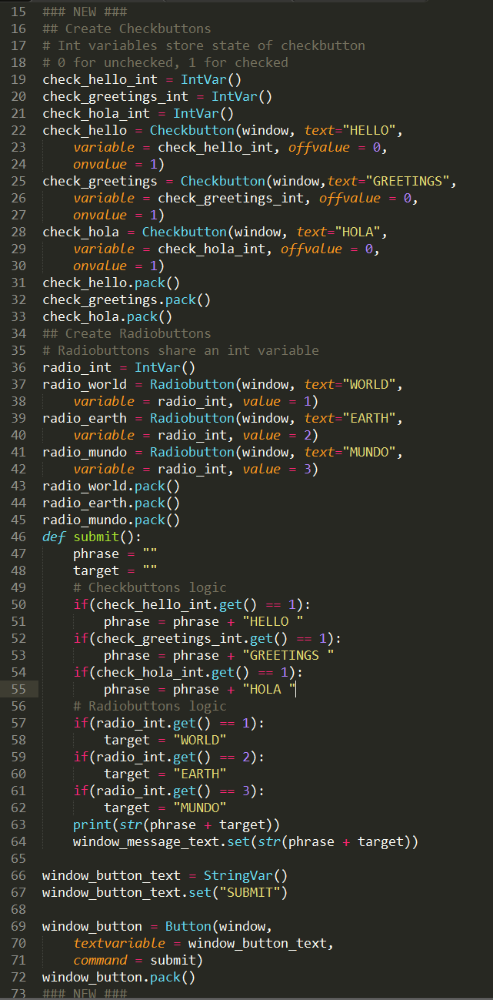 15 ### NEW ###
16 ## Create Checkbuttons
17 # Int variables store state of checkbutton
18 # 0 for unchecked, 1 for checked
19 check_hello_int = IntVar()
20 check_greetings_int = IntVar()
21 check_hola_int = IntVar()
22 check_hello = Checkbutton(window, text="HELLO",
23     variable = check_hello_int, offvalue = 0,
24     onvalue = 1)
25 check_greetings = Checkbutton(window,text="GREETINGS",
26     variable = check_greetings_int, offvalue = 0,
27     onvalue = 1)
28 check_hola = Checkbutton(window, text="HOLA",
29     variable = check_hola_int, offvalue = 0,
30     onvalue = 1)
31 check_hello.pack()
32 check_greetings.pack()
33 check_hola.pack()
34 ## Create Radiobuttons
35 # Radiobuttons share an int variable
36 radio_int = IntVar()
37 radio_world = Radiobutton(window, text="WORLD",
38     variable = radio_int, value = 1)
39 radio_earth = Radiobutton(window, text="EARTH",
40     variable = radio_int, value = 2)
41 radio_mundo = Radiobutton(window, text="MUNDO",
42     variable = radio_int, value = 3)
43 radio_world.pack()
44 radio_earth.pack()
45 radio_mundo.pack()
46 def submit():
47     phrase = ""
48     target = ""
49     # Checkbuttons logic
50     if(check_hello_int.get() == 1):
51         phrase = phrase + "HELLO "
52     if(check_greetings_int.get() == 1):
53         phrase = phrase + "GREETINGS "
54     if(check_hola_int.get() == 1):
55         phrase = phrase + "HOLA "
56     # Radiobuttons logic
57     if(radio_int.get() == 1):
58         target = "WORLD"
59     if(radio_int.get() == 2):
60         target = "EARTH"
61     if(radio_int.get() == 3):
62         target = "MUNDO"
63     print(str(phrase + target))
64     window_message_text.set(str(phrase + target))
65
66 window_button_text = StringVar()
67 window_button_text.set("SUBMIT")
68
69 window_button = Button(window,
70     textvariable = window_button_text,
71     command = submit)
72 window_button.pack()
73 ### NEW ###